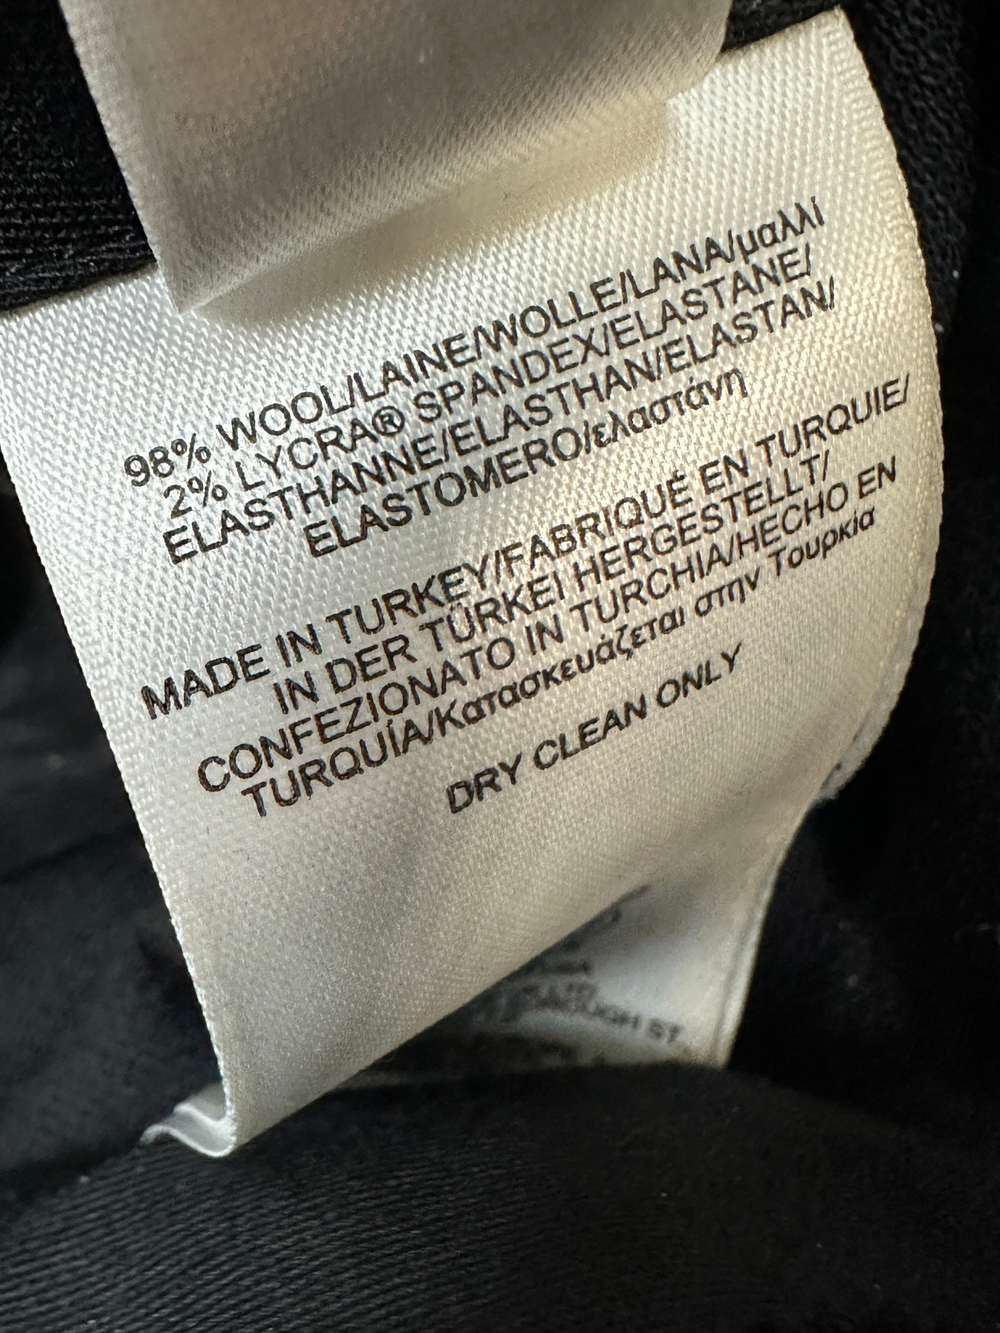 98% WOOL/LAINE/WOLLE/LANA/μαλλί
2% LYCRA® SPANDEX/ELASTANE/
ELASTHANNE/ELASTHAN/ELASTAN/
ELASTOMERO/ελαστάνη
MADE IN TURKEY/FABRIQUÉ EN TURQUIE/
IN DER TÜRKEI HERGESTELLT/
CONFEZIONATO IN TURCHIA/HECHO EN
TURQUÍA/Κατασκευάζεται στην Τουρκία
DRY CLEAN ONLY
ST